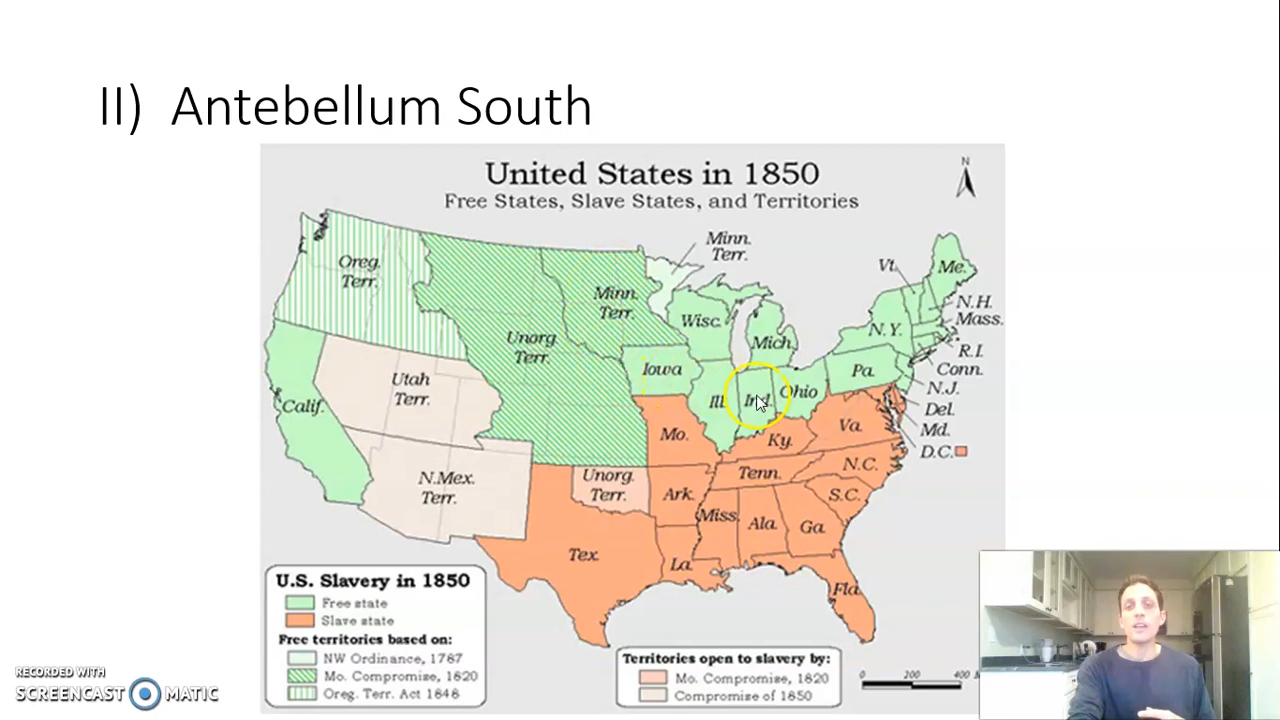 II) Antebellum South
United States in 1850
Free States, Slave States, and Territories
N
Minn.
Terr.
Oreg.
Terr.
Vt.
Me.
Minn.
Terr.
N.H.
Mass.
Wisc.
Mich.
N.Y.
Unorg.
Terr.
R.I.
Conn.
Iowa
Pa.
Utah
Terr.
N.J.
Calif.
Ill.
Ind.
Ohio
Del.
Md.
D.C.
Mo.
Ky.
Va.
N.Mex.
Terr.
Unorg.
Terr.
Tenn.
N.C.
Ark.
S.C.
Miss.
Ala.
Ga.
Tex.
La.
Fla.
U.S. Slavery in 1850
Free state
Slave state
Free territories based on:
NW Ordinance, 1787
Mo. Compromise, 1820
Oreg. Terr. Act 1848
Territories open to slavery by:
Mo. Compromise, 1820
Compromise of 1850
0 200 400
RECORDED WITH
SCREENCAST MATIC